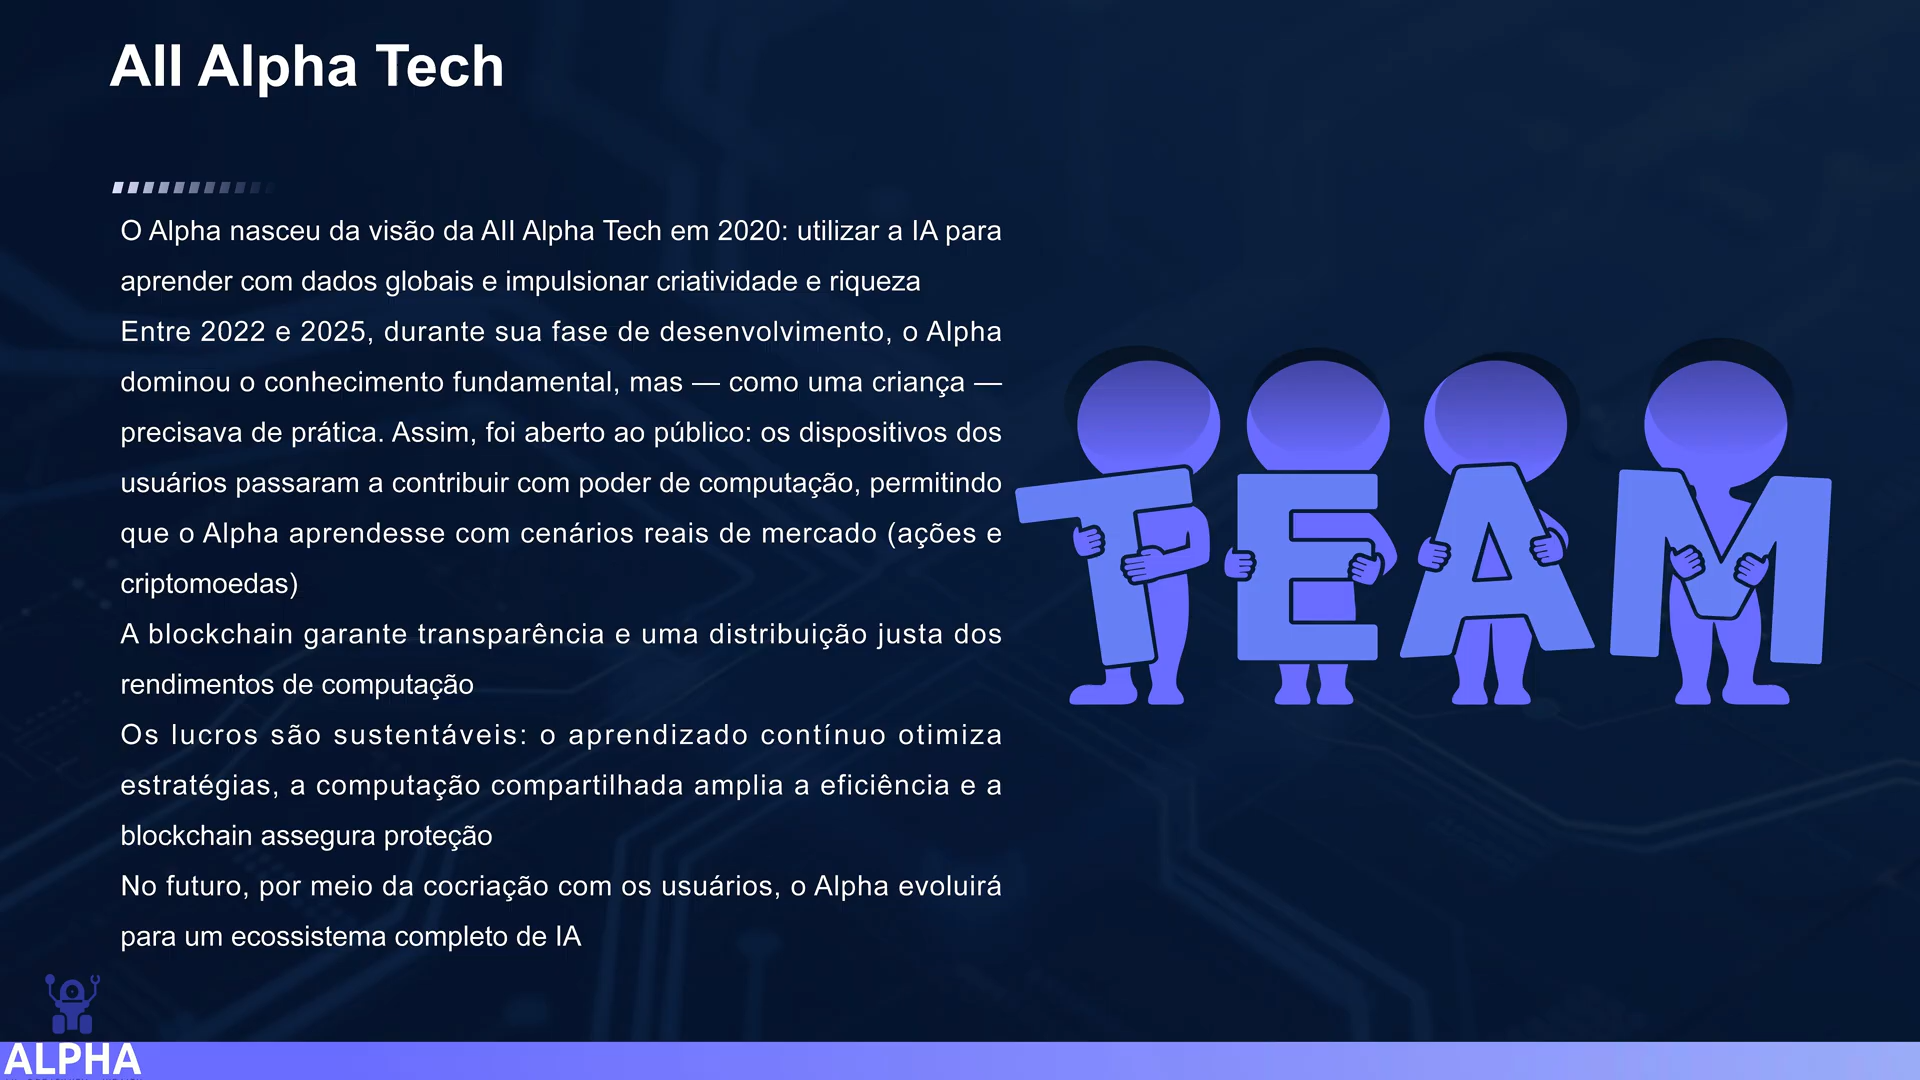 All Alpha Tech
O Alpha nasceu da visão da AII Alpha Tech em 2020: utilizar a IA para
aprender com dados globais e impulsionar criatividade e riqueza
Entre 2022 e 2025, durante sua fase de desenvolvimento, o Alpha
dominou o conhecimento fundamental, mas — como uma criança —
precisava de prática. Assim, foi aberto ao público: os dispositivos dos
usuários passaram a contribuir com poder de computação, permitindo
que o Alpha aprendesse com cenários reais de mercado (ações e
criptomoedas)
A blockchain garante transparência e uma distribuição justa dos
rendimentos de computação
Os lucros são sustentáveis: o aprendizado contínuo otimiza
estratégias, a computação compartilhada amplia a eficiência e a
blockchain assegura proteção
No futuro, por meio da cocriação com os usuários, o Alpha evoluirá
para um ecossistema completo de IA
TEAM
ALPHA